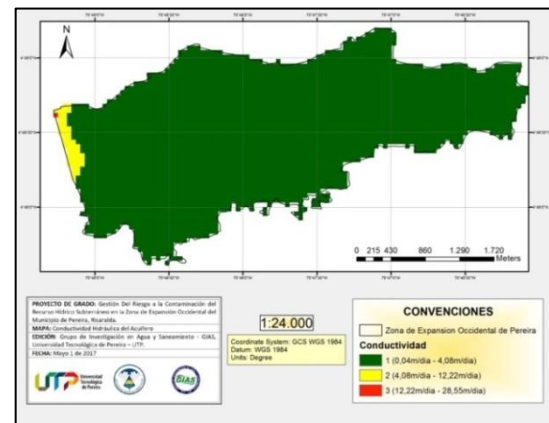 N
0 215 430 860 1.290 1.720
Meters
PROYECTO DE GRADO: Gestión Del Riesgo a la Contaminación del
Recurso Hídrico Subterráneo en la Zona de Expansión Occidental del
Municipio de Pereira, Risaralda.
MAPA: Conductividad Hidráulica del Acuífero
EDICIÓN: Grupo de Investigación en Agua y Saneamiento - GIAS,
Universidad Tecnológica de Pereira – UTP.
FECHA: Mayo 1 de 2017
UTP Universidad
Tecnológica
de Pereira
GIAS
1:24.000
Coordinate System: GCS WGS 1984
Datum: WGS 1984
Units: Degree
CONVENCIONES
Zona de Expansion Occidental de Pereira
Conductividad
1 (0,04m/dia - 4,08m/dia)
2 (4,08m/dia - 12,22m/dia)
3 (12,22m/dia - 28,55m/dia)